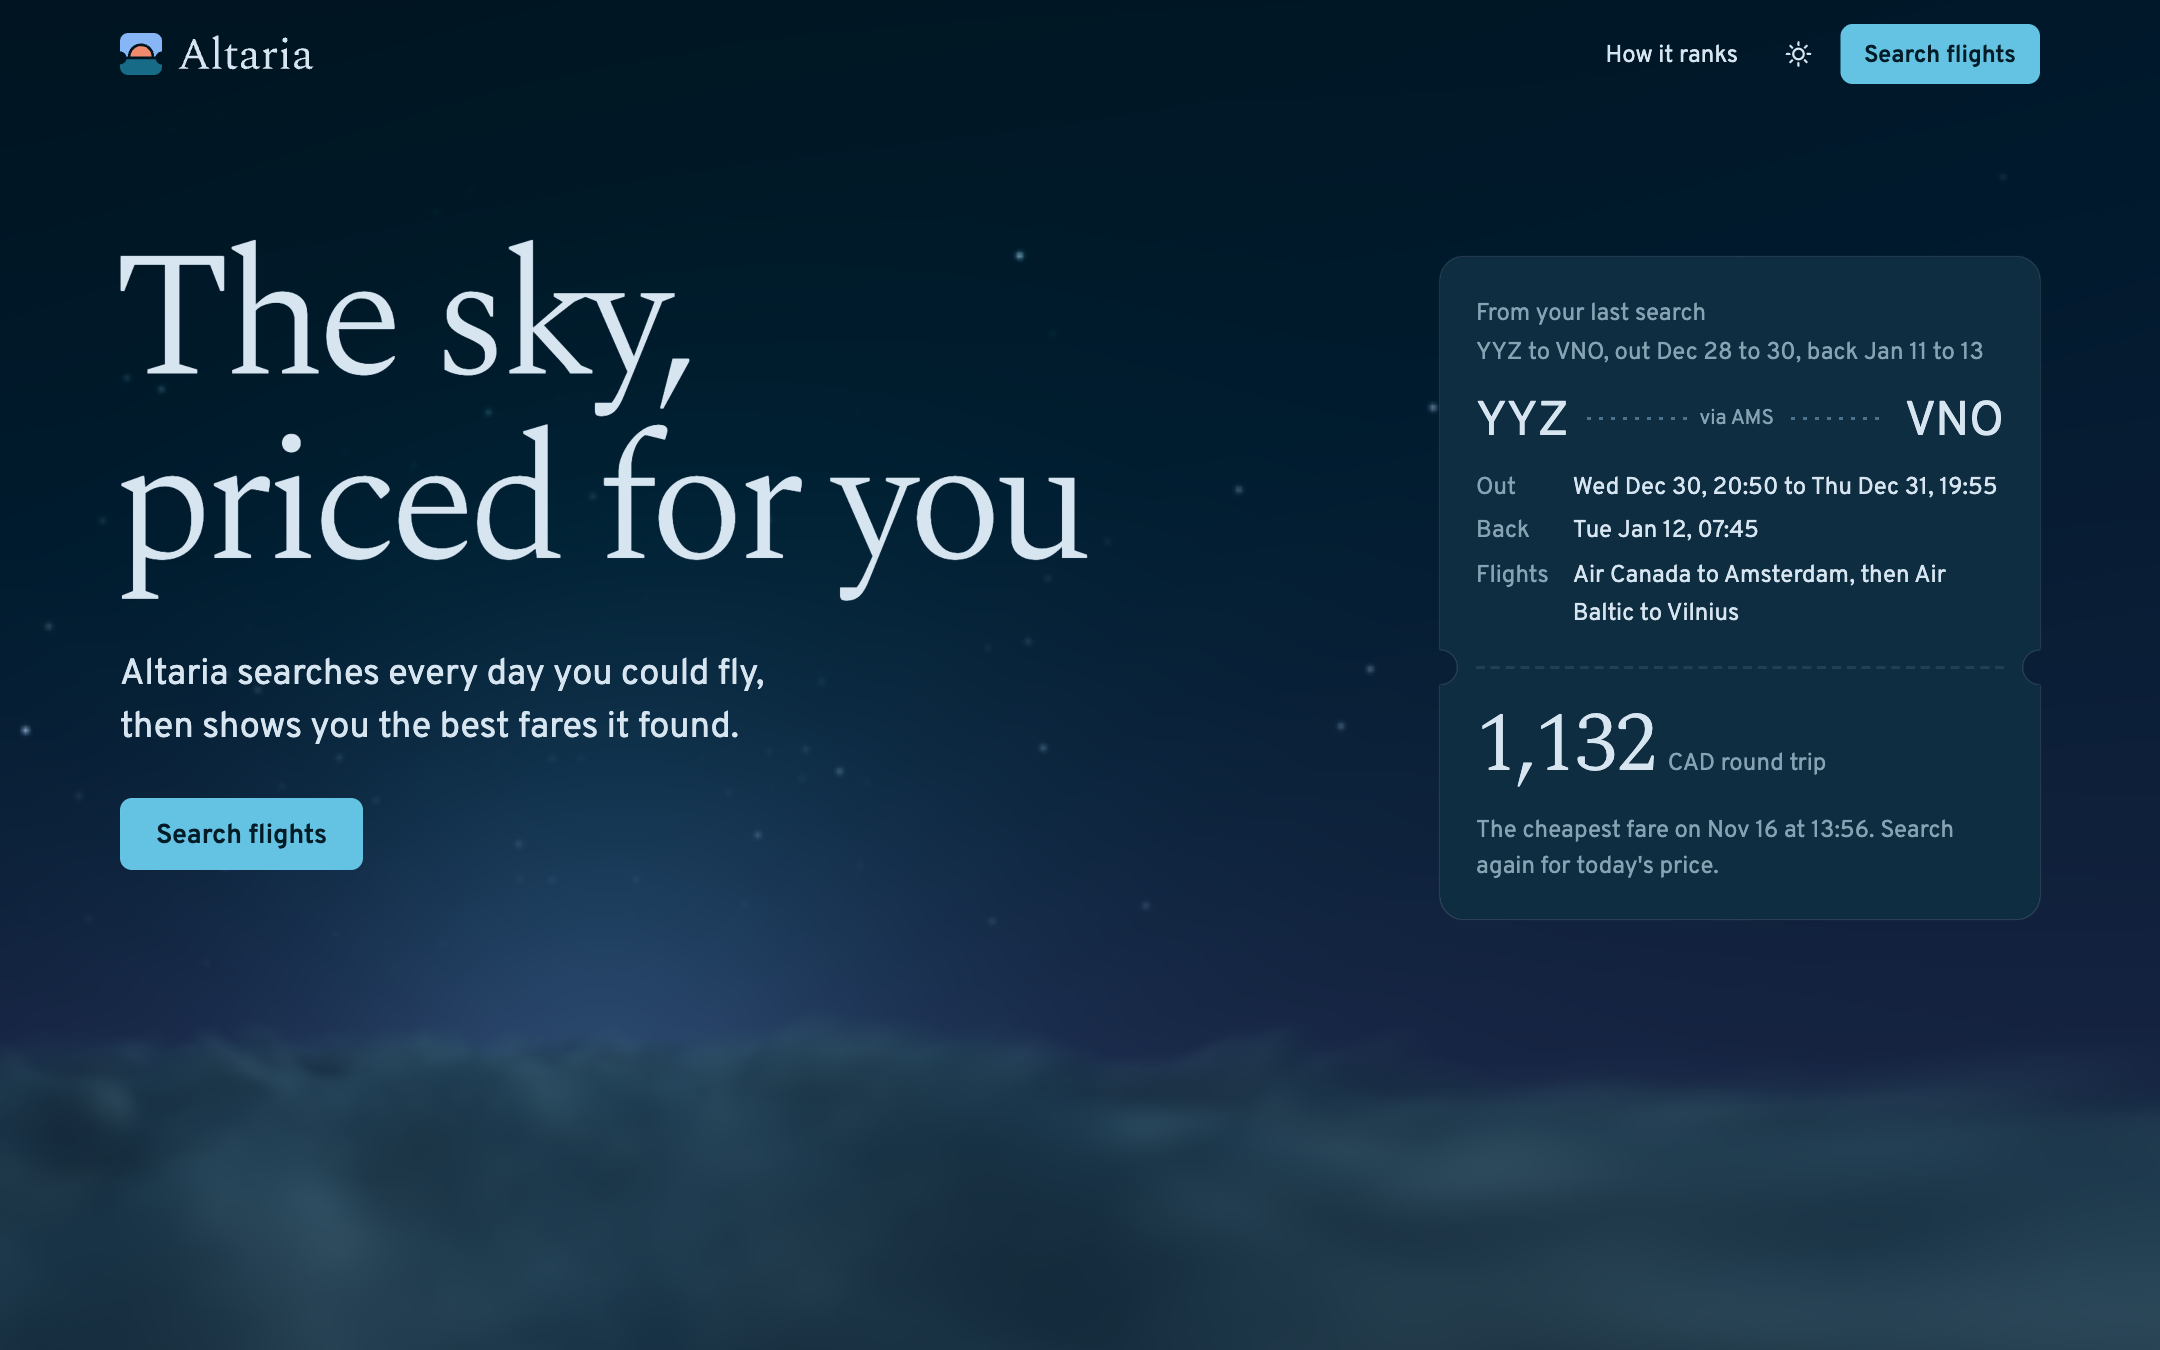 Altaria
How it ranks
Search flights
The sky,
priced for you
Altaria searches every day you could fly,
then shows you the best fares it found.
Search flights
From your last search
YYZ to VNO, out Dec 28 to 30, back Jan 11 to 13
YYZ via AMS VNO
Out Wed Dec 30, 20:50 to Thu Dec 31, 19:55
Back Tue Jan 12, 07:45
Flights Air Canada to Amsterdam, then Air
Baltic to Vilnius
1,132 CAD round trip
The cheapest fare on Nov 16 at 13:56. Search
again for today's price.